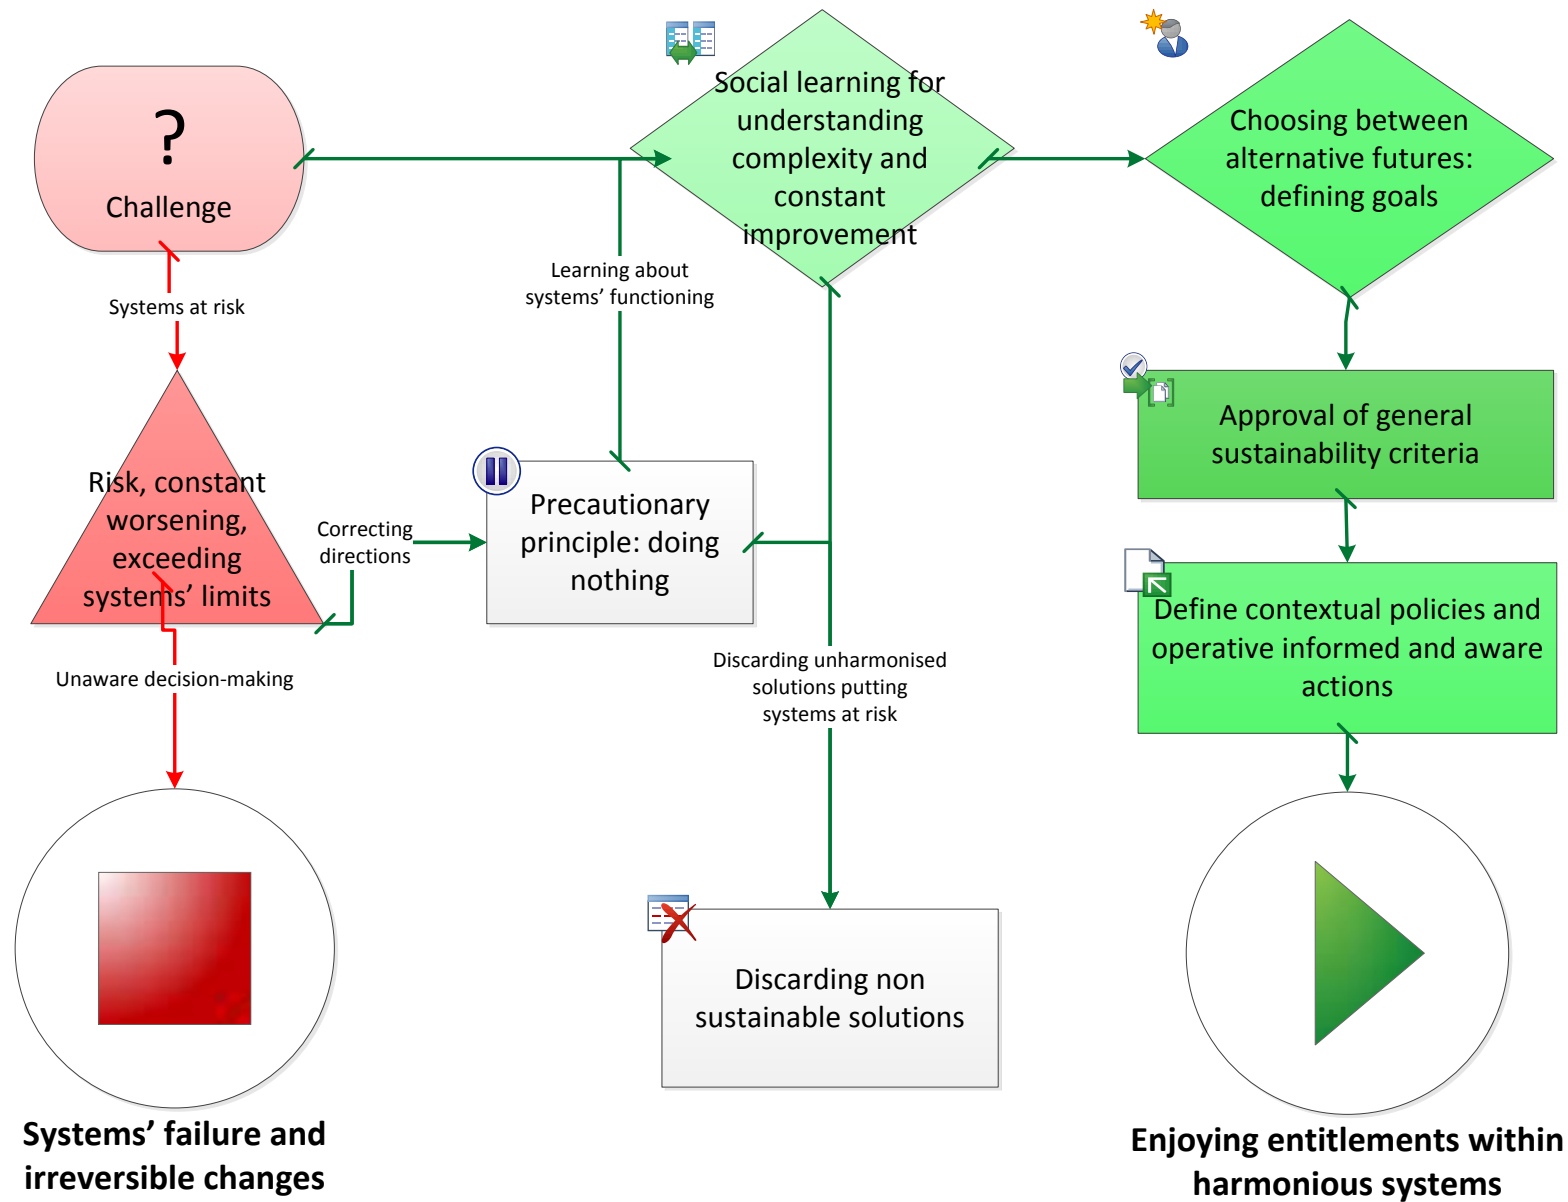 ?
Challenge
Social learning for
understanding
complexity and
constant
improvement
Choosing between
alternative futures:
defining goals
Learning about
systems’ functioning
Systems at risk
Approval of general
sustainability criteria
Risk, constant
worsening,
exceeding
systems’ limits
Correcting
directions
Precautionary
principle: doing
nothing
Define contextual policies and
operative informed and aware
actions
Unaware decision-making
Discarding unharmonised
solutions putting
systems at risk
Discarding non
sustainable solutions
Systems’ failure and
irreversible changes
Enjoying entitlements within
harmonious systems